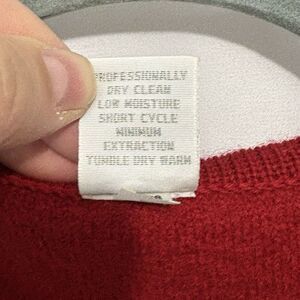 PROFESSIONALLY
DRY CLEAN
LOW MOISTURE
SHORT CYCLE
MINIMUM
EXTRACTION
TUMBLE DRY WARM